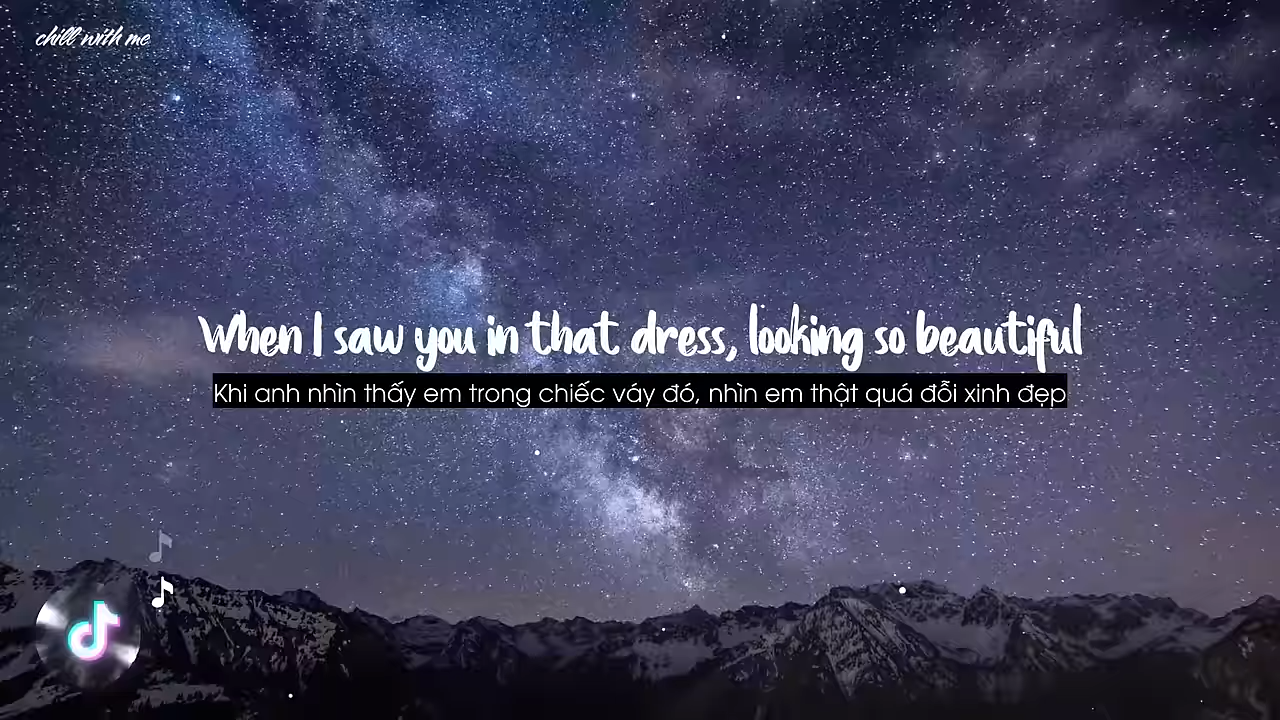 chill with me
When I saw you in that dress, looking so beautiful
Khi anh nhìn thấy em trong chiếc váy đó, nhìn em thật quá đỗi xinh đẹp